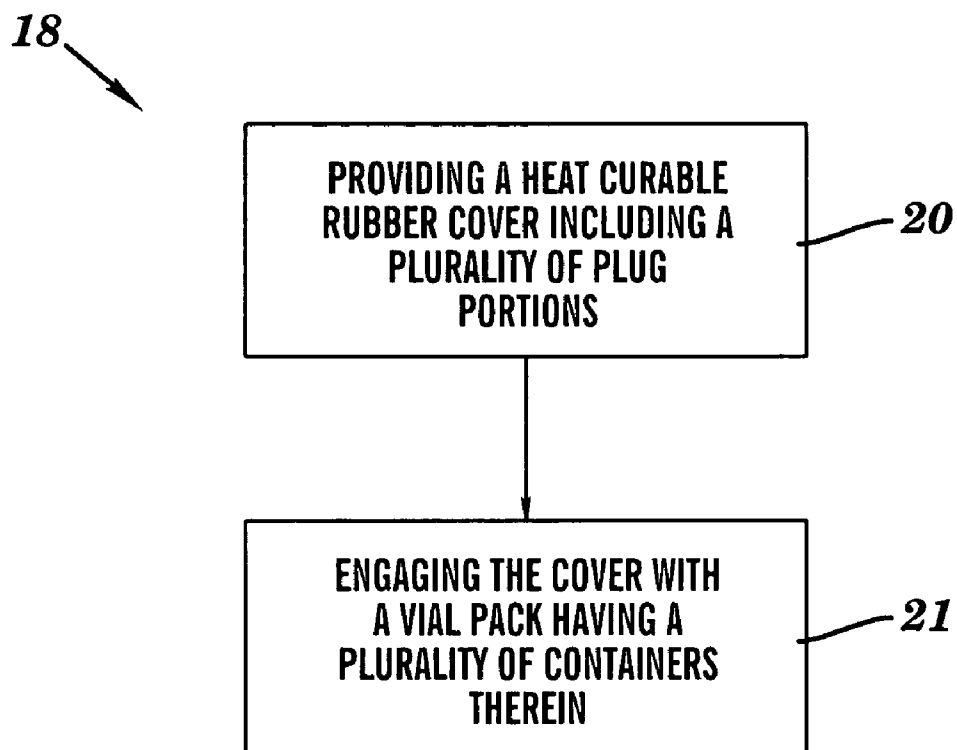 18
PROVIDING A HEAT CURABLE
RUBBER COVER INCLUDING A
PLURALITY OF PLUG
PORTIONS
20
ENGAGING THE COVER WITH
A VIAL PACK HAVING A
PLURALITY OF CONTAINERS
THEREIN
21